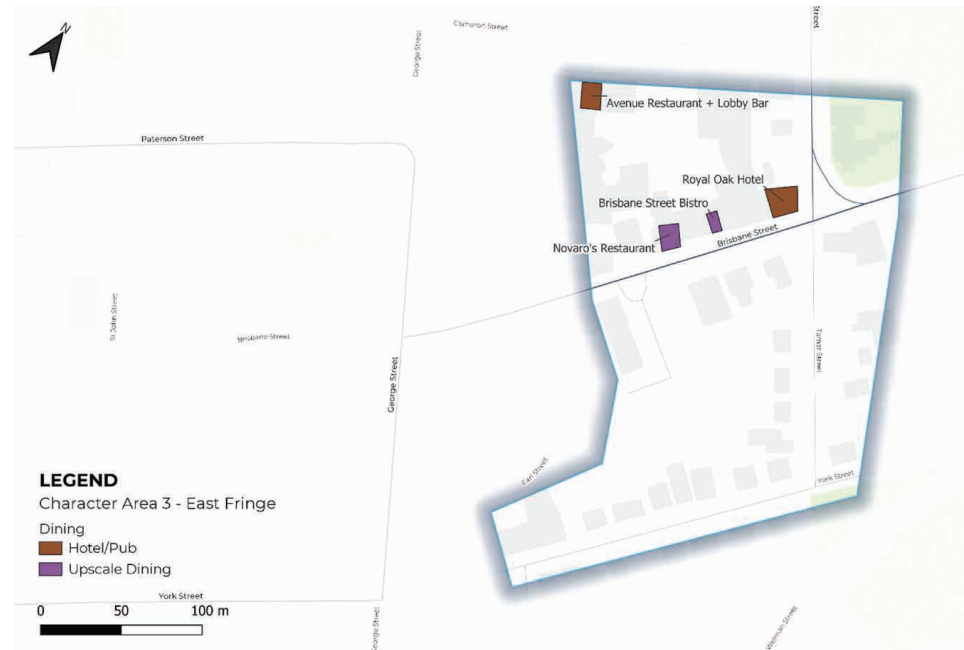 N
Cameron Street
George Street
Street
Avenue Restaurant + Lobby Bar
Paterson Street
Royal Oak Hotel
Brisbane Street Bistro
Brisbane Street
Novaro's Restaurant
St John Street
Brisbane Street
George Street
Tamar Street
Earl Street
York Street
LEGEND
Character Area 3 - East Fringe
Dining
Hotel/Pub
Upscale Dining
York Street
0 50 100 m
George Street
Welman Street